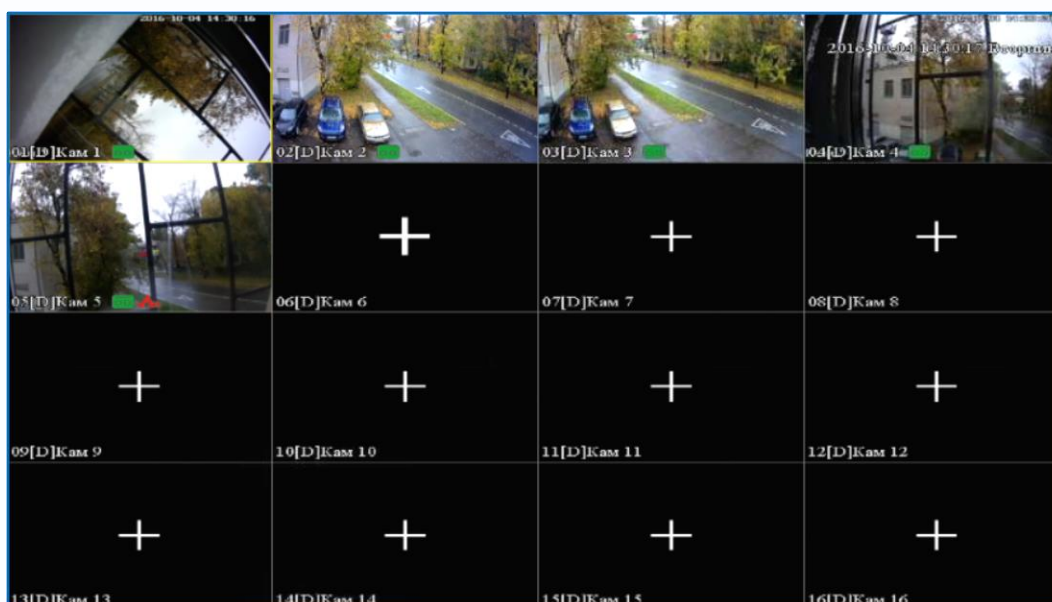 2016-10-04 14:30:16
01[D]Кам 1
02[D]Кам 2
03[D]Кам 3
2016-10-04 14:30:17 Вторник
04[D]Кам 4
05[D]Кам 5
06[D]Кам 6
07[D]Кам 7
08[D]Кам 8
09[D]Кам 9
10[D]Кам 10
11[D]Кам 11
12[D]Кам 12
13[D]Кам 13
14[D]Кам 14
15[D]Кам 15
16[D]Кам 16